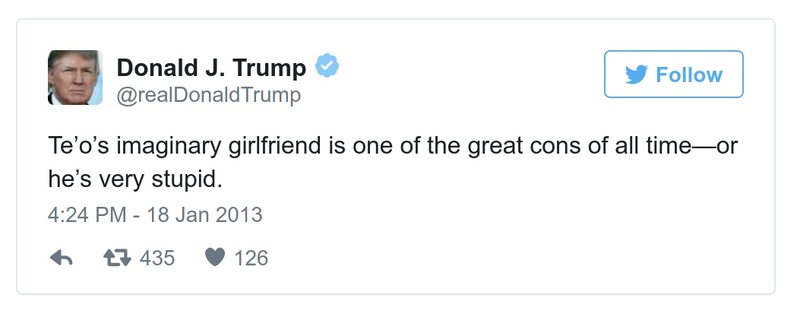 Donald J. Trump
@realDonaldTrump
Follow
Te’o’s imaginary girlfriend is one of the great cons of all time—or
he’s very stupid.
4:24 PM - 18 Jan 2013
435 126